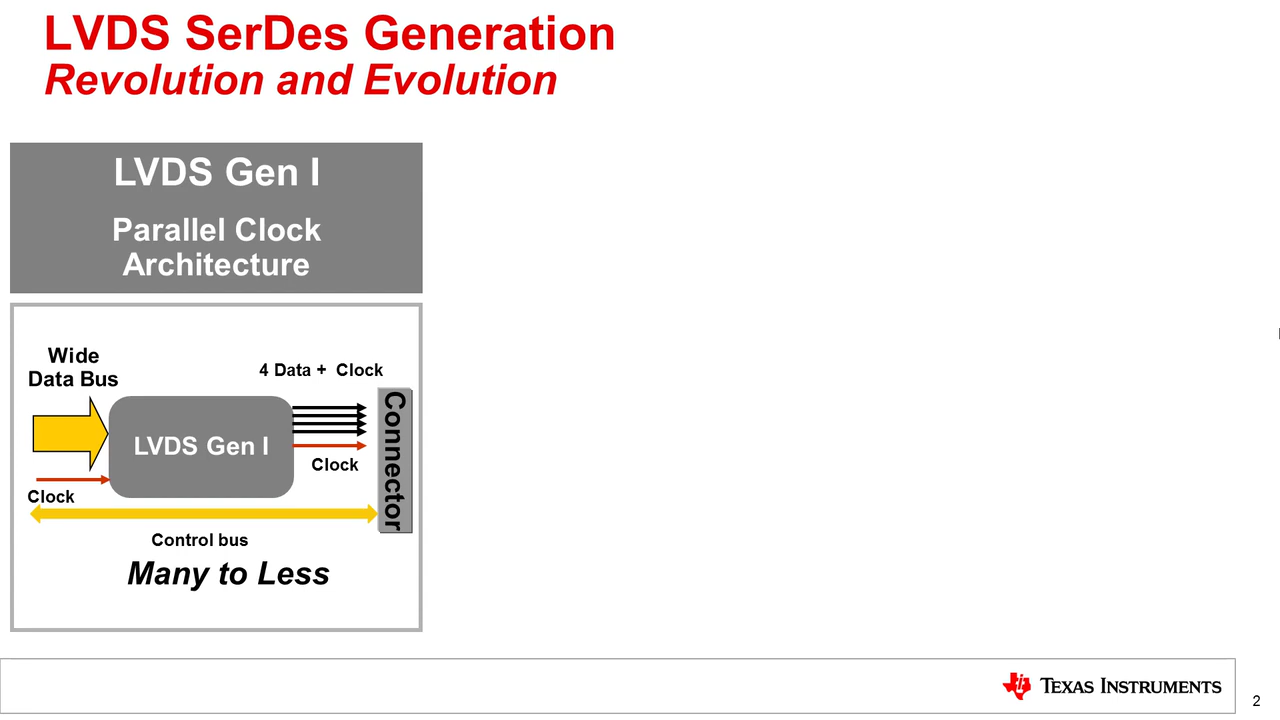 LVDS SerDes Generation
Revolution and Evolution
LVDS Gen I
Parallel Clock
Architecture
Wide
Data Bus
4 Data + Clock
LVDS Gen I
Connector
Clock
Clock
Control bus
Many to Less
TEXAS INSTRUMENTS
2